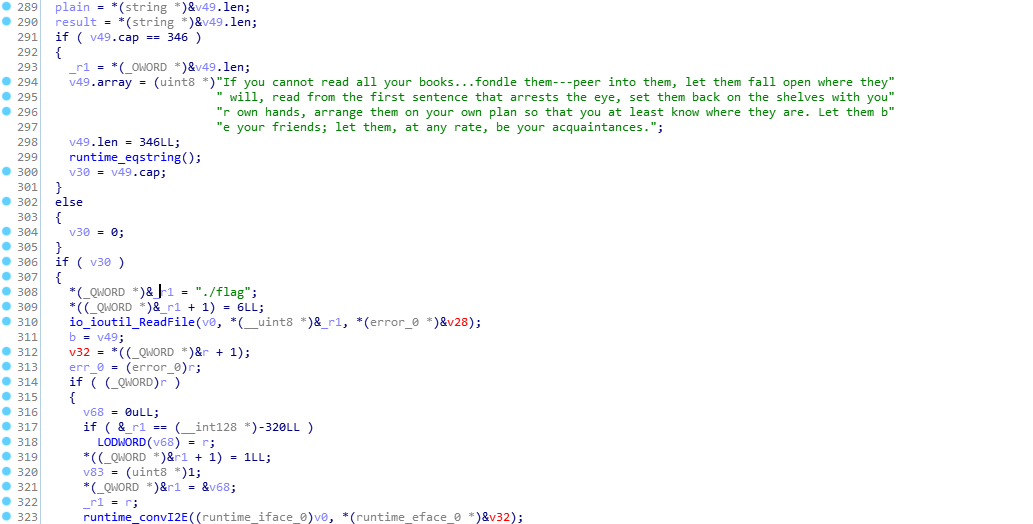 289 plain = *(string *)&v49.len;
290 result = *(string *)&v49.len;
291 if ( v49.cap == 346 )
292 {
293 _r1 = *(_OWORD *)&v49.len;
294 v49.array = (uint8 *)"If you cannot read all your books...fondle them---peer into them, let them fall open where they"
295 " will, read from the first sentence that arrests the eye, set them back on the shelves with you"
296 "r own hands, arrange them on your own plan so that you at least know where they are. Let them b"
297 "e your friends; let them, at any rate, be your acquaintances.";
298 v49.len = 346LL;
299 runtime_eqstring();
300 v30 = v49.cap;
301 }
302 else
303 {
304 v30 = 0;
305 }
306 if ( v30 )
307 {
308 *(_QWORD *)&_r1 = "./flag";
309 *((_QWORD *)&_r1 + 1) = 6LL;
310 io_ioutil_ReadFile(v0, *(__uint8 *)&_r1, *(error_0 *)&v28);
311 b = v49;
312 v32 = *((_QWORD *)&r + 1);
313 err_0 = (error_0)r;
314 if ( (_QWORD)r )
315 {
316 v68 = 0uLL;
317 if ( &_r1 == (__int128 *)-320LL )
318 LODWORD(v68) = r;
319 *((_QWORD *)&r1 + 1) = 1LL;
320 v83 = (uint8 *)1;
321 *(_QWORD *)&r1 = &v68;
322 _r1 = r;
323 runtime_convI2E((runtime_iface_0)v0, *(runtime_eface_0 *)&v32);